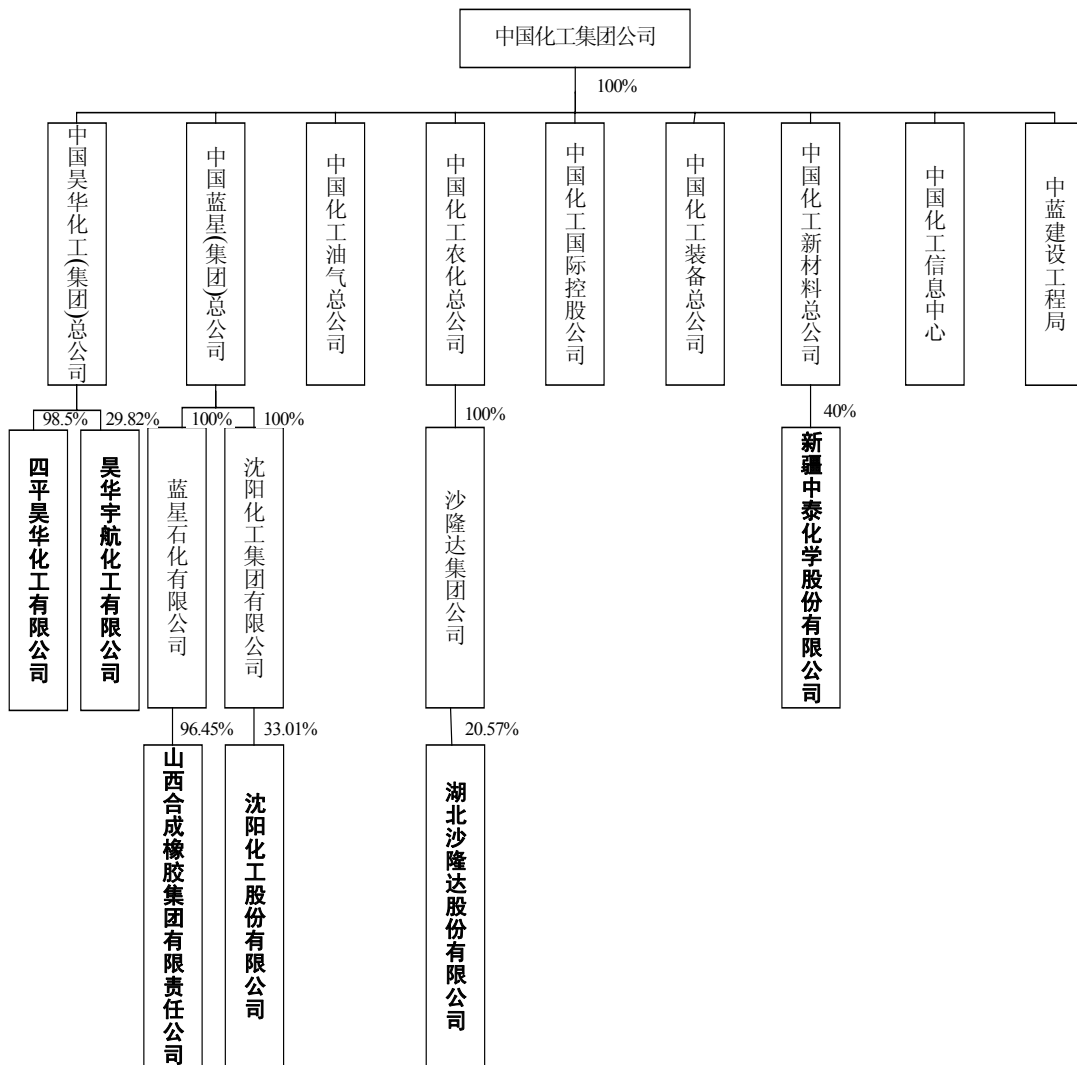 中国化工集团公司
100%
中国昊华化工(集团)总公司
中国蓝星(集团)总公司
中国化工油气总公司
中国化工农化总公司
中国化工国际控股公司
中国化工装备总公司
中国化工新材料总公司
中国化工信息中心
中蓝建设工程局
98.5%
29.82%
100%
100%
100%
40%
四平昊华化工有限公司
昊华宇航化工有限公司
蓝星石化有限公司
沈阳化工集团有限公司
沙隆达集团公司
新疆中泰化学股份有限公司
96.45%
33.01%
20.57%
山西合成橡胶集团有限责任公司
沈阳化工股份有限公司
湖北沙隆达股份有限公司